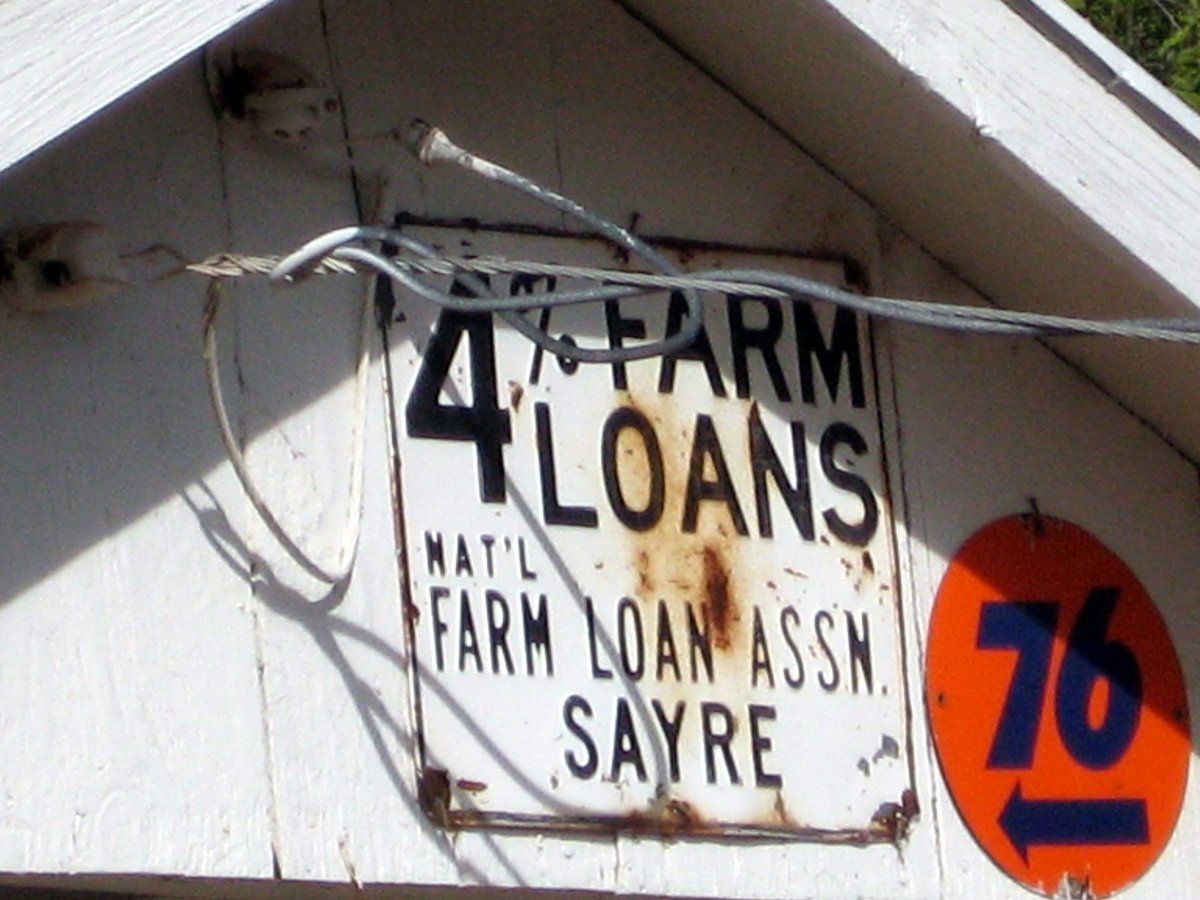 4% FARM
LOANS
NAT'L
FARM LOAN ASSN.
SAYRE
76